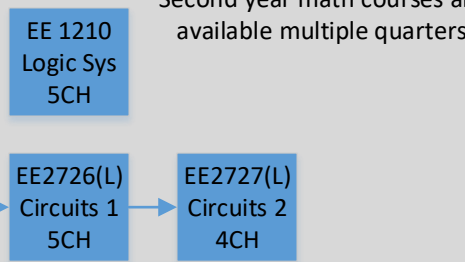 Second year math courses
available multiple quarters
EE 1210
Logic Sys
5CH
EE2726(L)
Circuits 1
5CH
EE2727(L)
Circuits 2
4CH